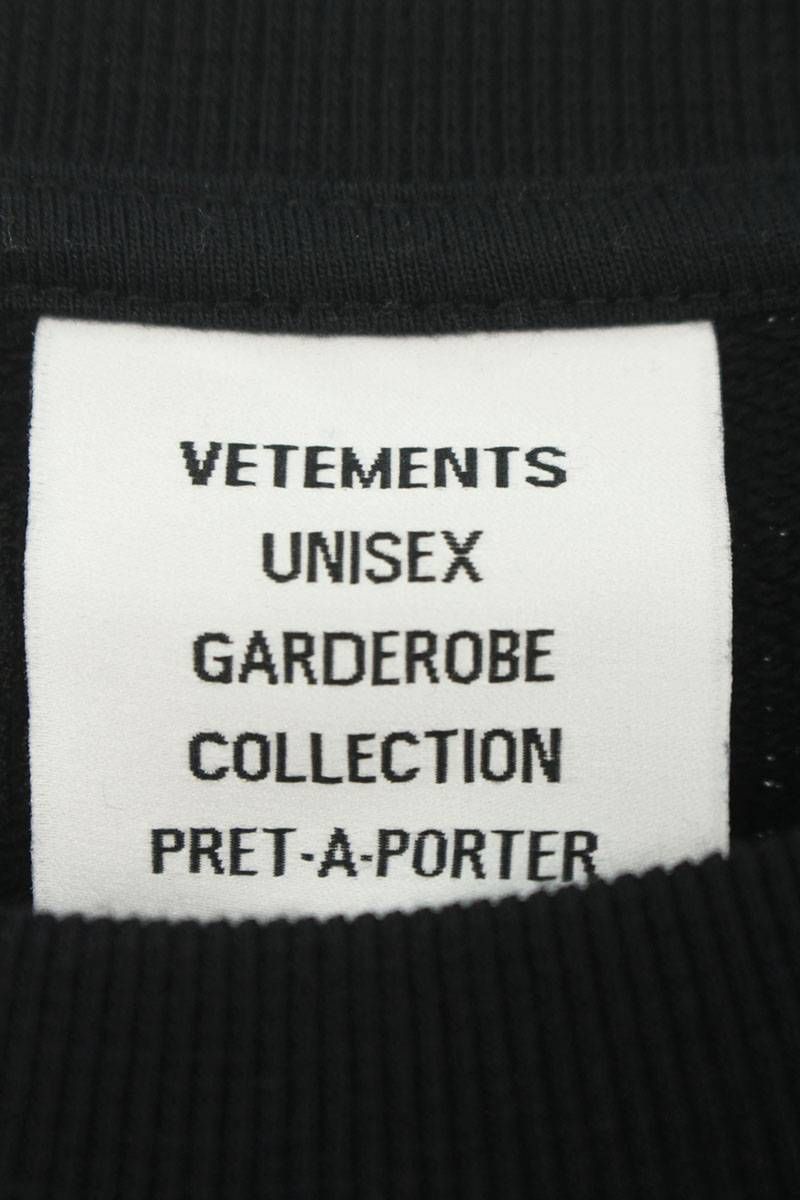 VETEMENTS
UNISEX
GARDEROBE
COLLECTION
PRET-A-PORTER